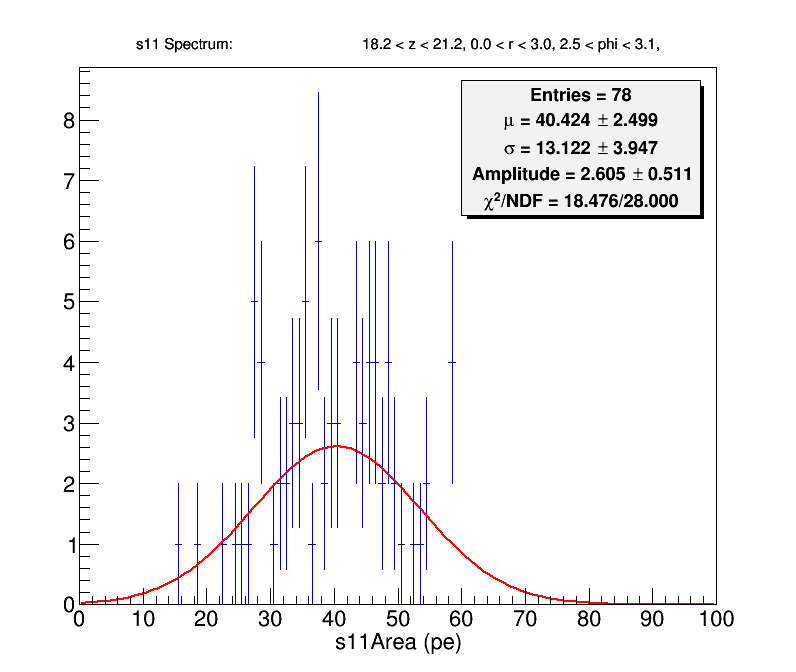 s11 Spectrum: 18.2 < z < 21.2, 0.0 < r < 3.0, 2.5 < phi < 3.1,
Entries = 78
μ = 40.424 ± 2.499
σ = 13.122 ± 3.947
Amplitude = 2.605 ± 0.511
χ²/NDF = 18.476/28.000
8
7
6
5
4
3
2
1
0
0 10 20 30 40 50 60 70 80 90 100
s11Area (pe)